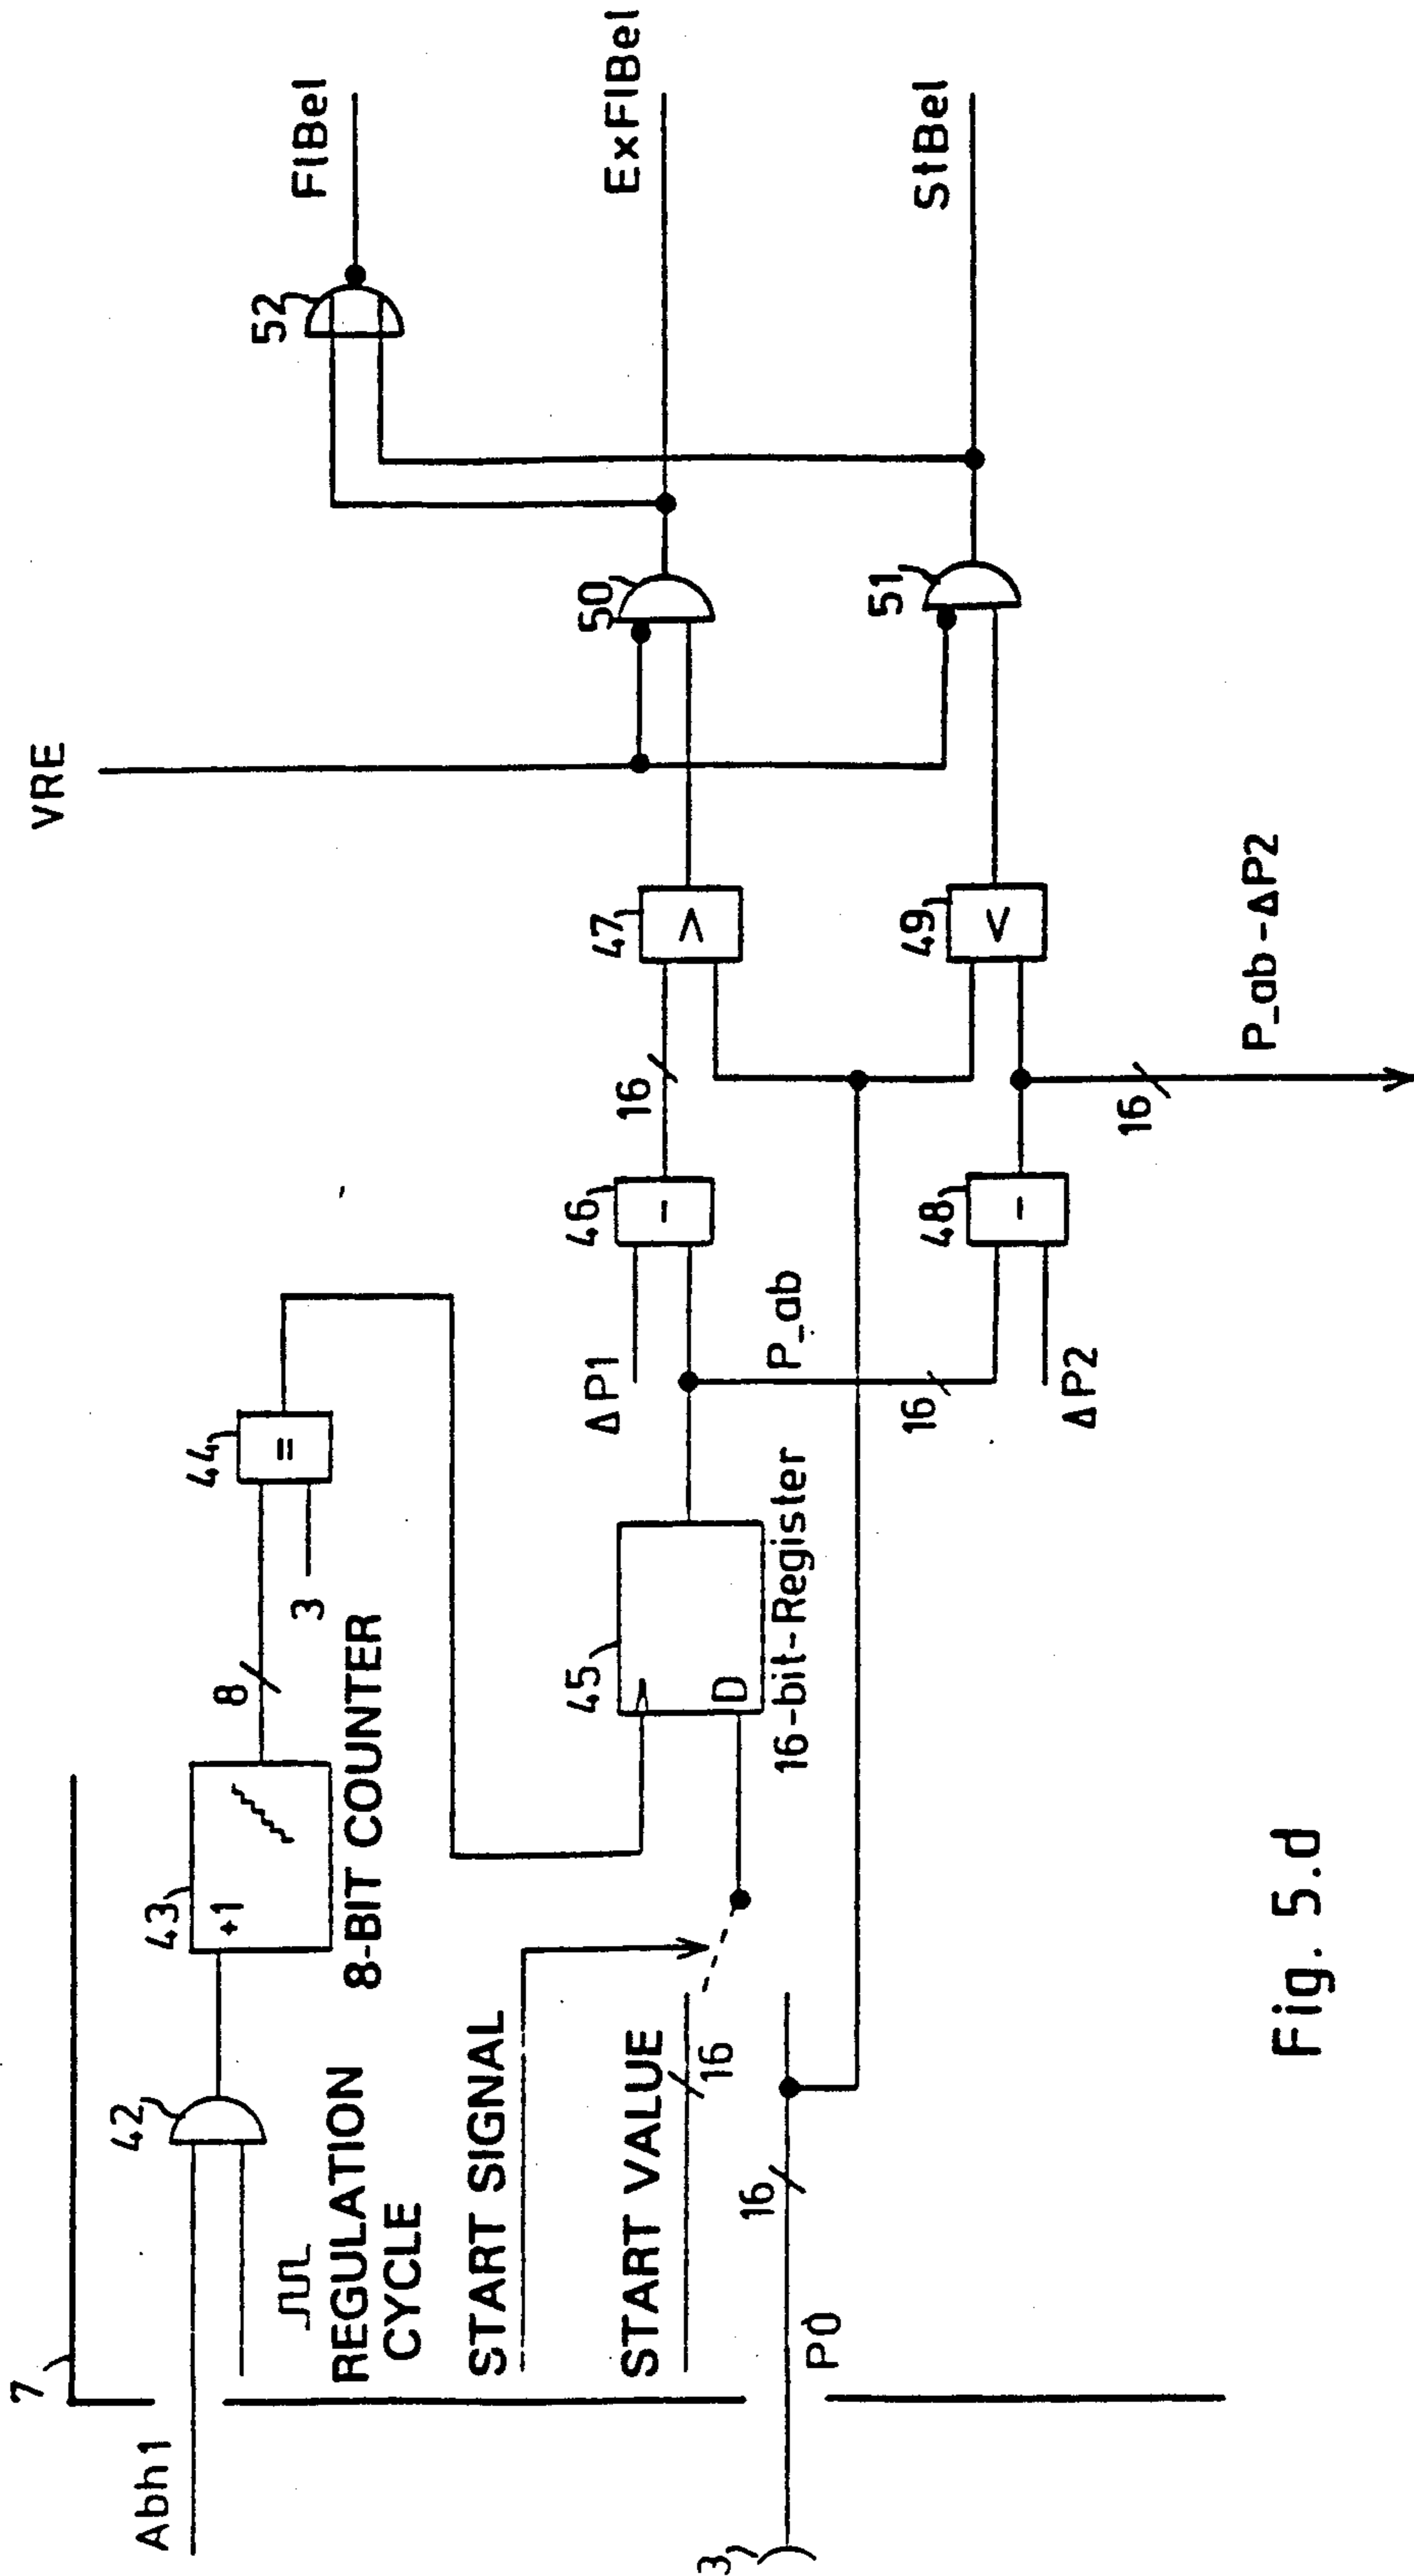 7
Abh1
42
REGULATION
CYCLE
43
+1
8-BIT COUNTER
8
44
=
3
START SIGNAL
START VALUE
16
3
P0
16
45
D
16-bit-Register
ΔP1
46
-
P_ab
16
ΔP2
48
-
16
47
>
49
<
16
P_ab-ΔP2
VRE
50
51
52
FlBel
ExFlBel
StBel
Fig. 5.d